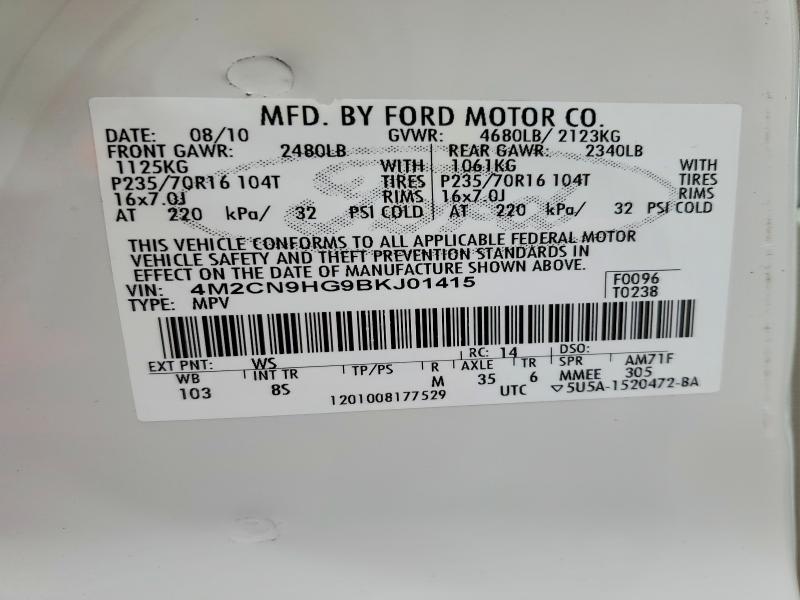 MFD. BY FORD MOTOR CO.
DATE: 08/10 GVWR: 4680LB/ 2123KG
FRONT GAWR: 2480LB REAR GAWR: 2340LB
1125KG WITH 1061KG WITH
P235/70R16 104T TIRES P235/70R16 104T TIRES
16x7.0J RIMS 16x7.0J RIMS
AT 220 kPa/ 32 PSI COLD AT 220 kPa/ 32 PSI COLD
THIS VEHICLE CONFORMS TO ALL APPLICABLE FEDERAL MOTOR
VEHICLE SAFETY AND THEFT PREVENTION STANDARDS IN
EFFECT ON THE DATE OF MANUFACTURE SHOWN ABOVE.
VIN: 4M2CN9HG9BKJ01415 F0096
TYPE: MPV T0238
EXT PNT: WS RC: 14 DSO:
WB INT TR TP/PS R AXLE TR SPR AM71F
103 8S M 35 6 MMEE 305
1201008177529 UTC ▽5U5A-1520472-BA